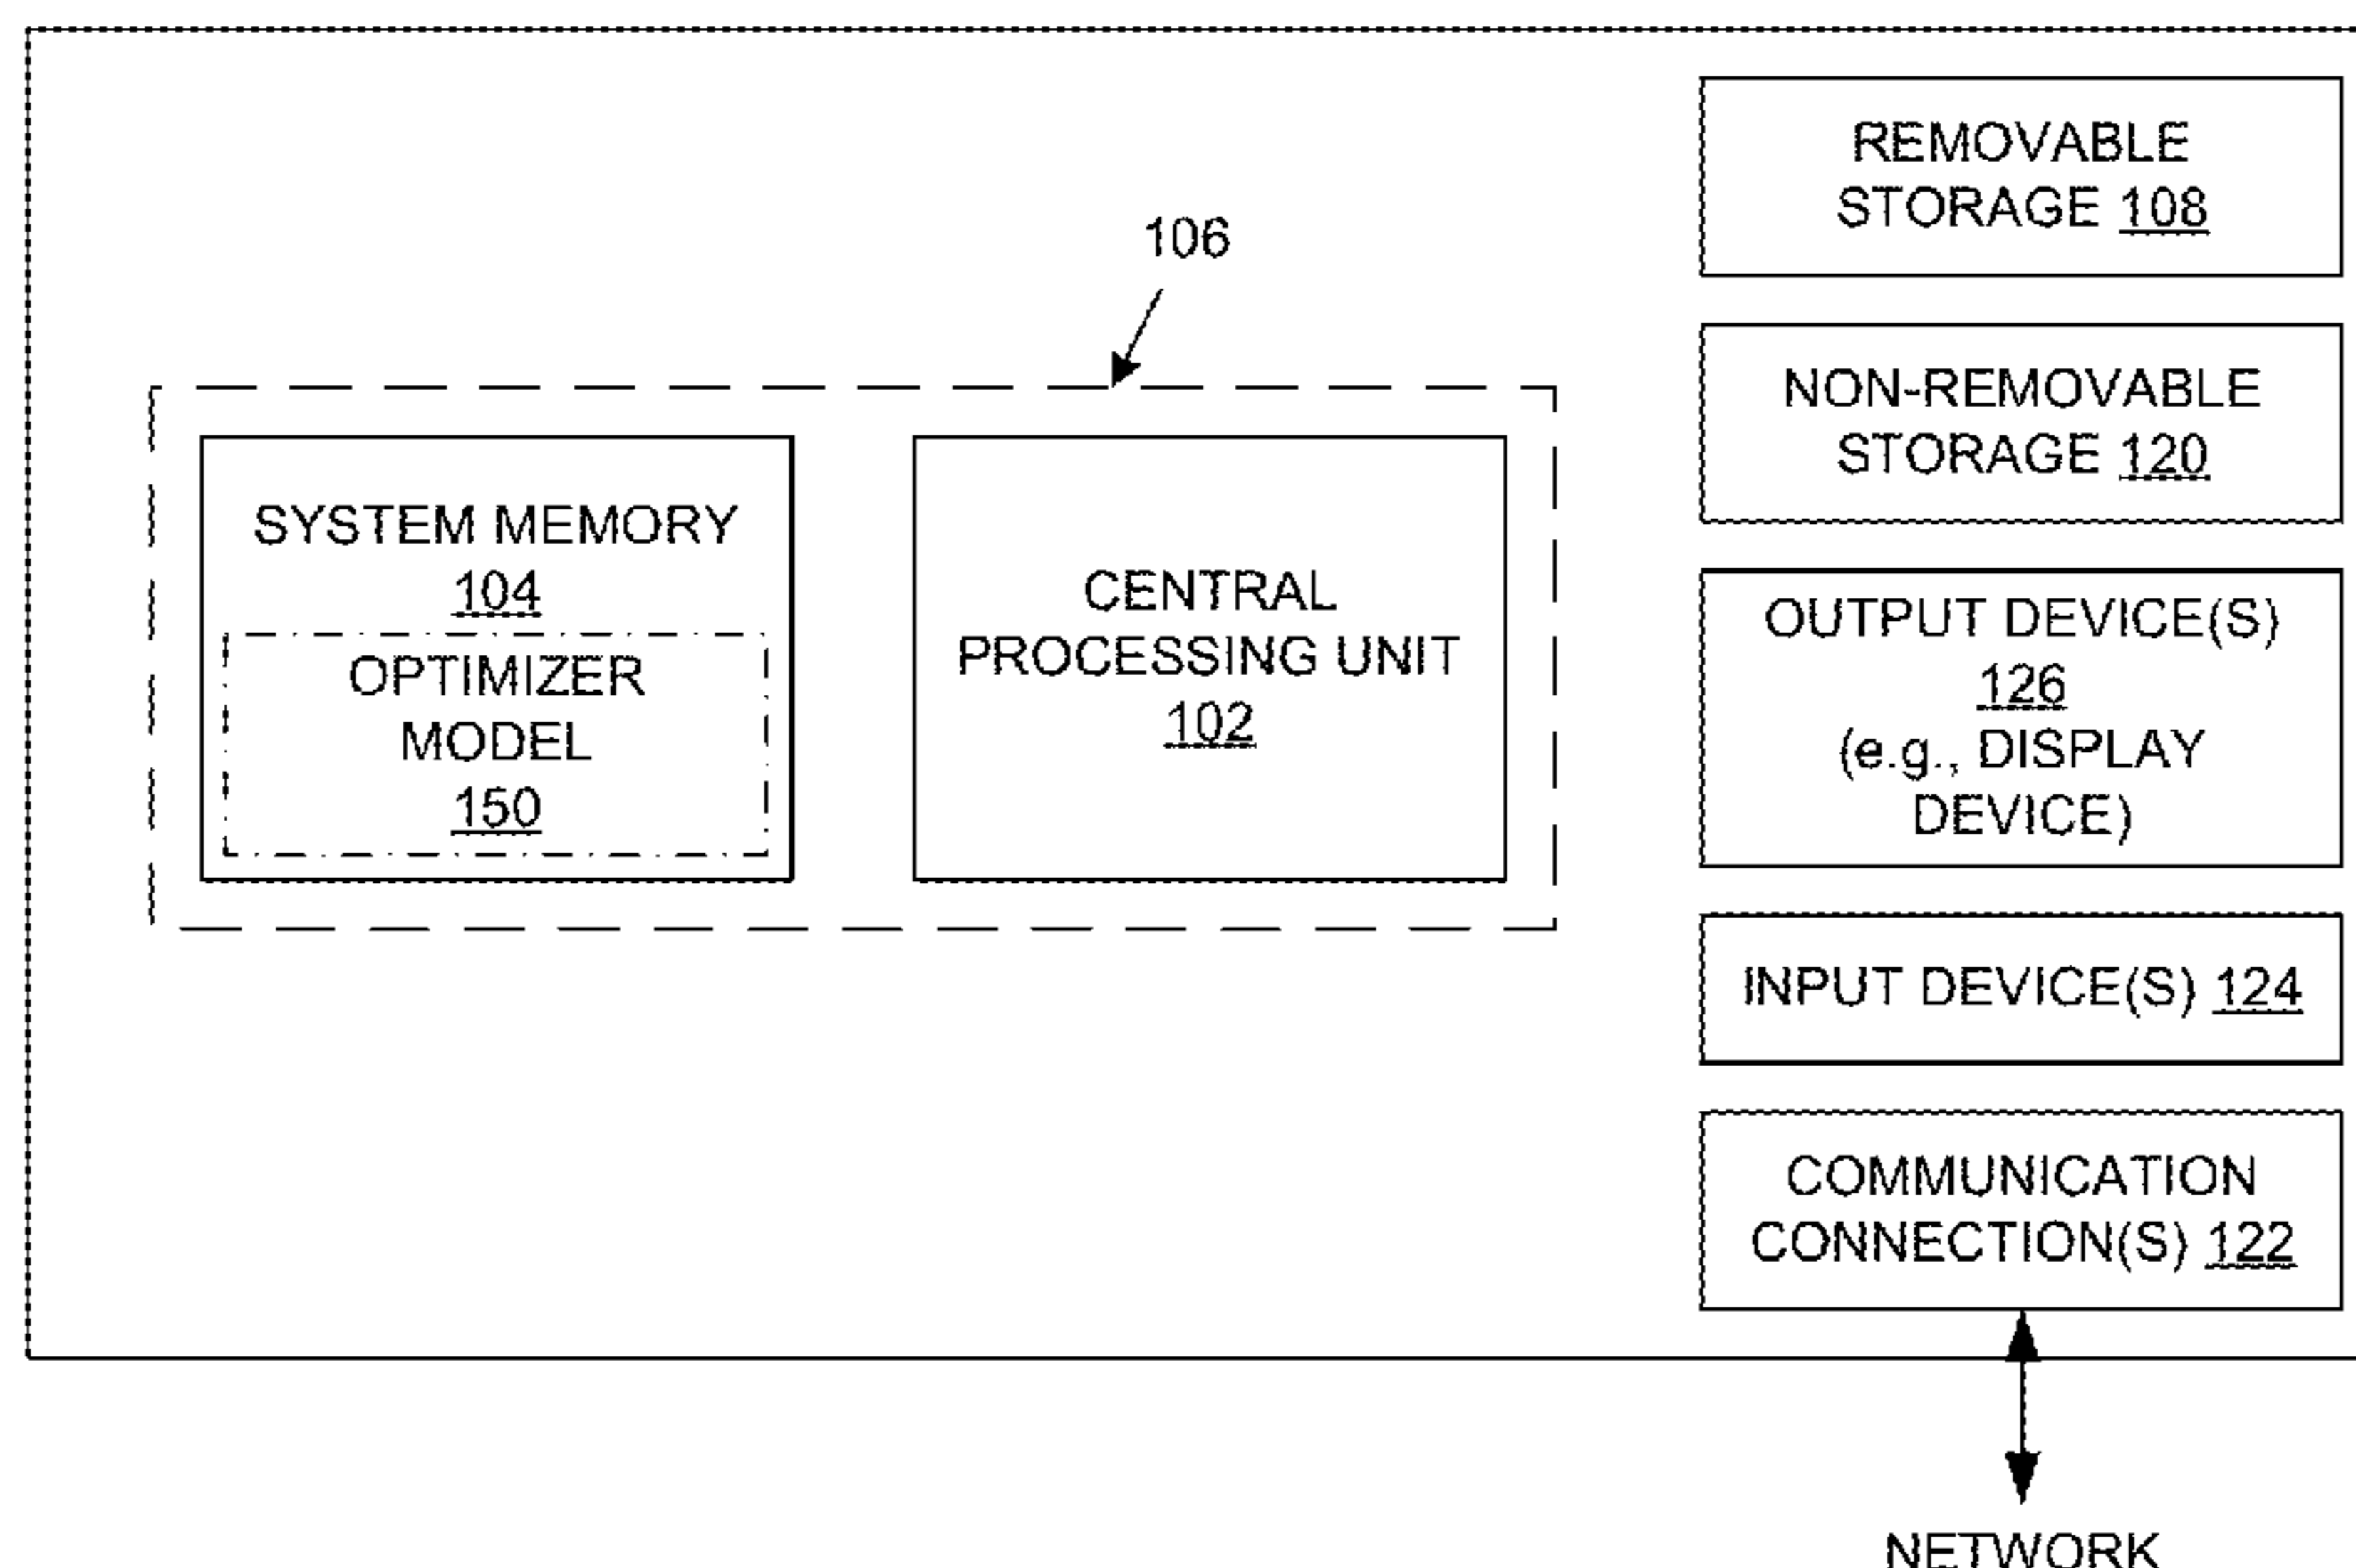 106
SYSTEM MEMORY
104
OPTIMIZER
MODEL
150
CENTRAL
PROCESSING UNIT
102
REMOVABLE
STORAGE 108
NON-REMOVABLE
STORAGE 120
OUTPUT DEVICE(S)
126
(e.g., DISPLAY
DEVICE)
INPUT DEVICE(S) 124
COMMUNICATION
CONNECTION(S) 122
NETWORK